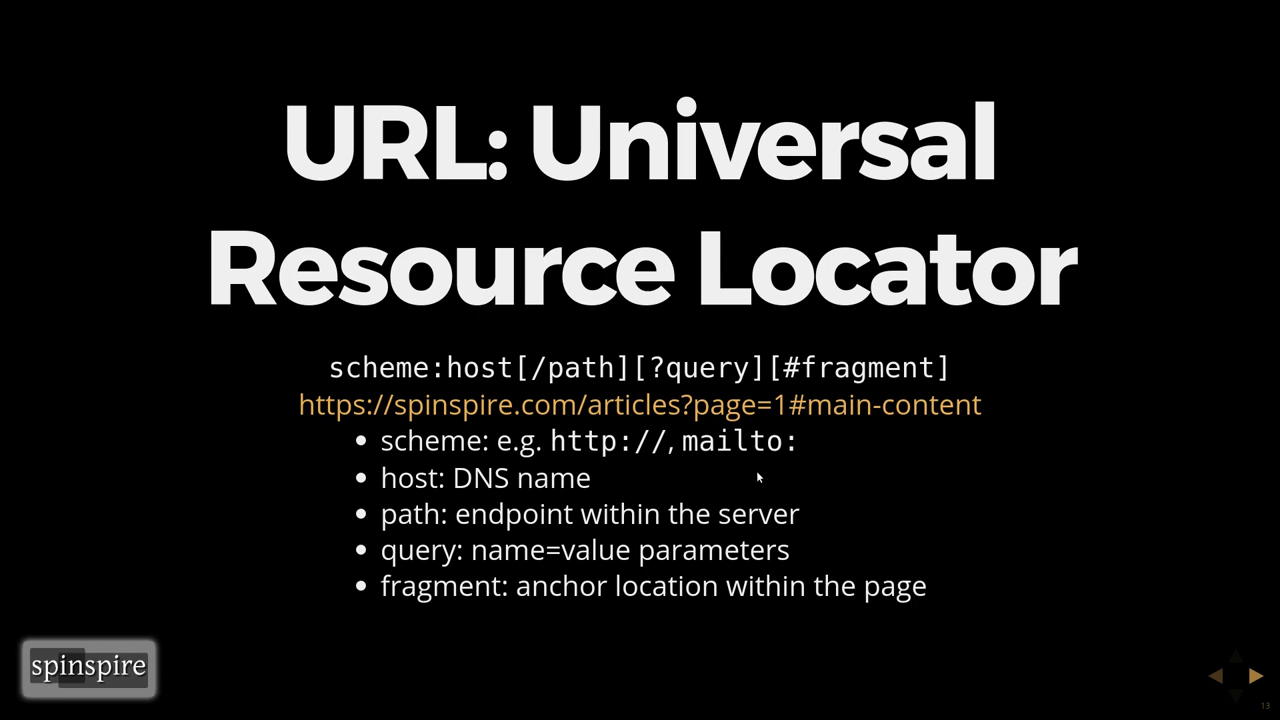 URL: Universal
Resource Locator
scheme:host[/path][?query][#fragment]
https://spinspire.com/articles?page=1#main-content
• scheme: e.g. http://, mailto:
• host: DNS name
• path: endpoint within the server
• query: name=value parameters
• fragment: anchor location within the page
spinspire
13